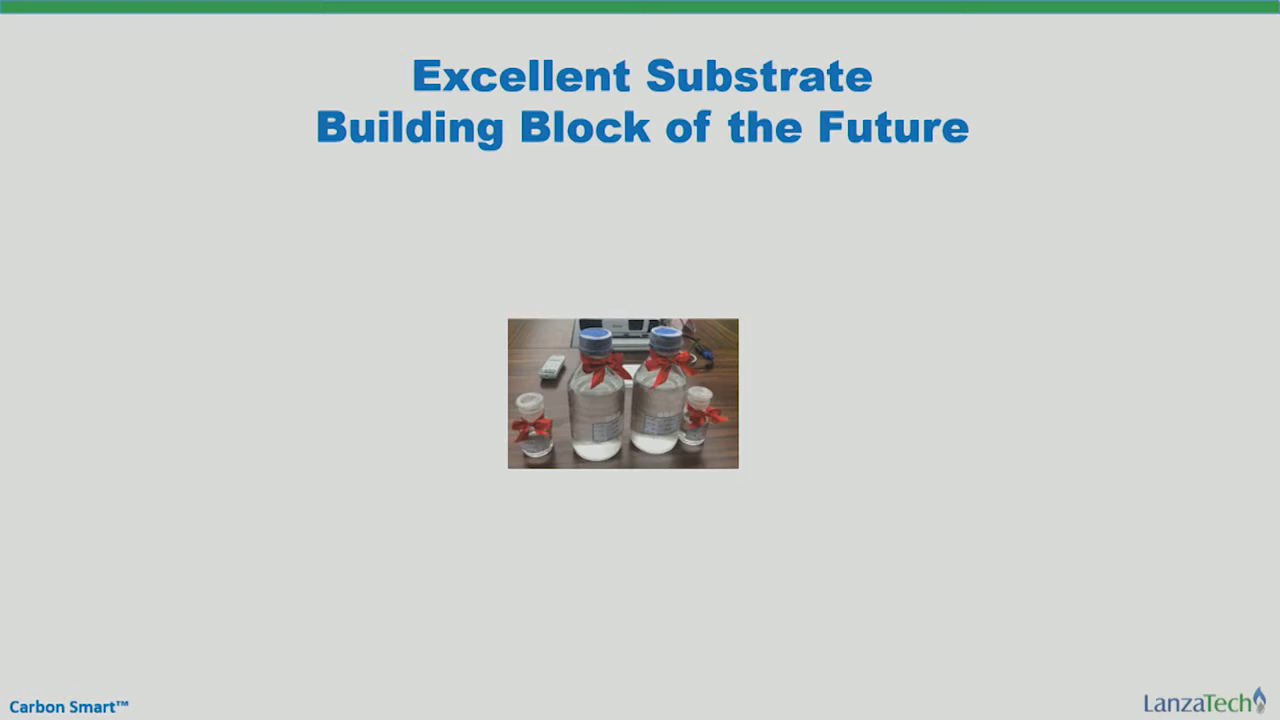 Excellent Substrate
Building Block of the Future
Carbon Smart™
LanzaTech